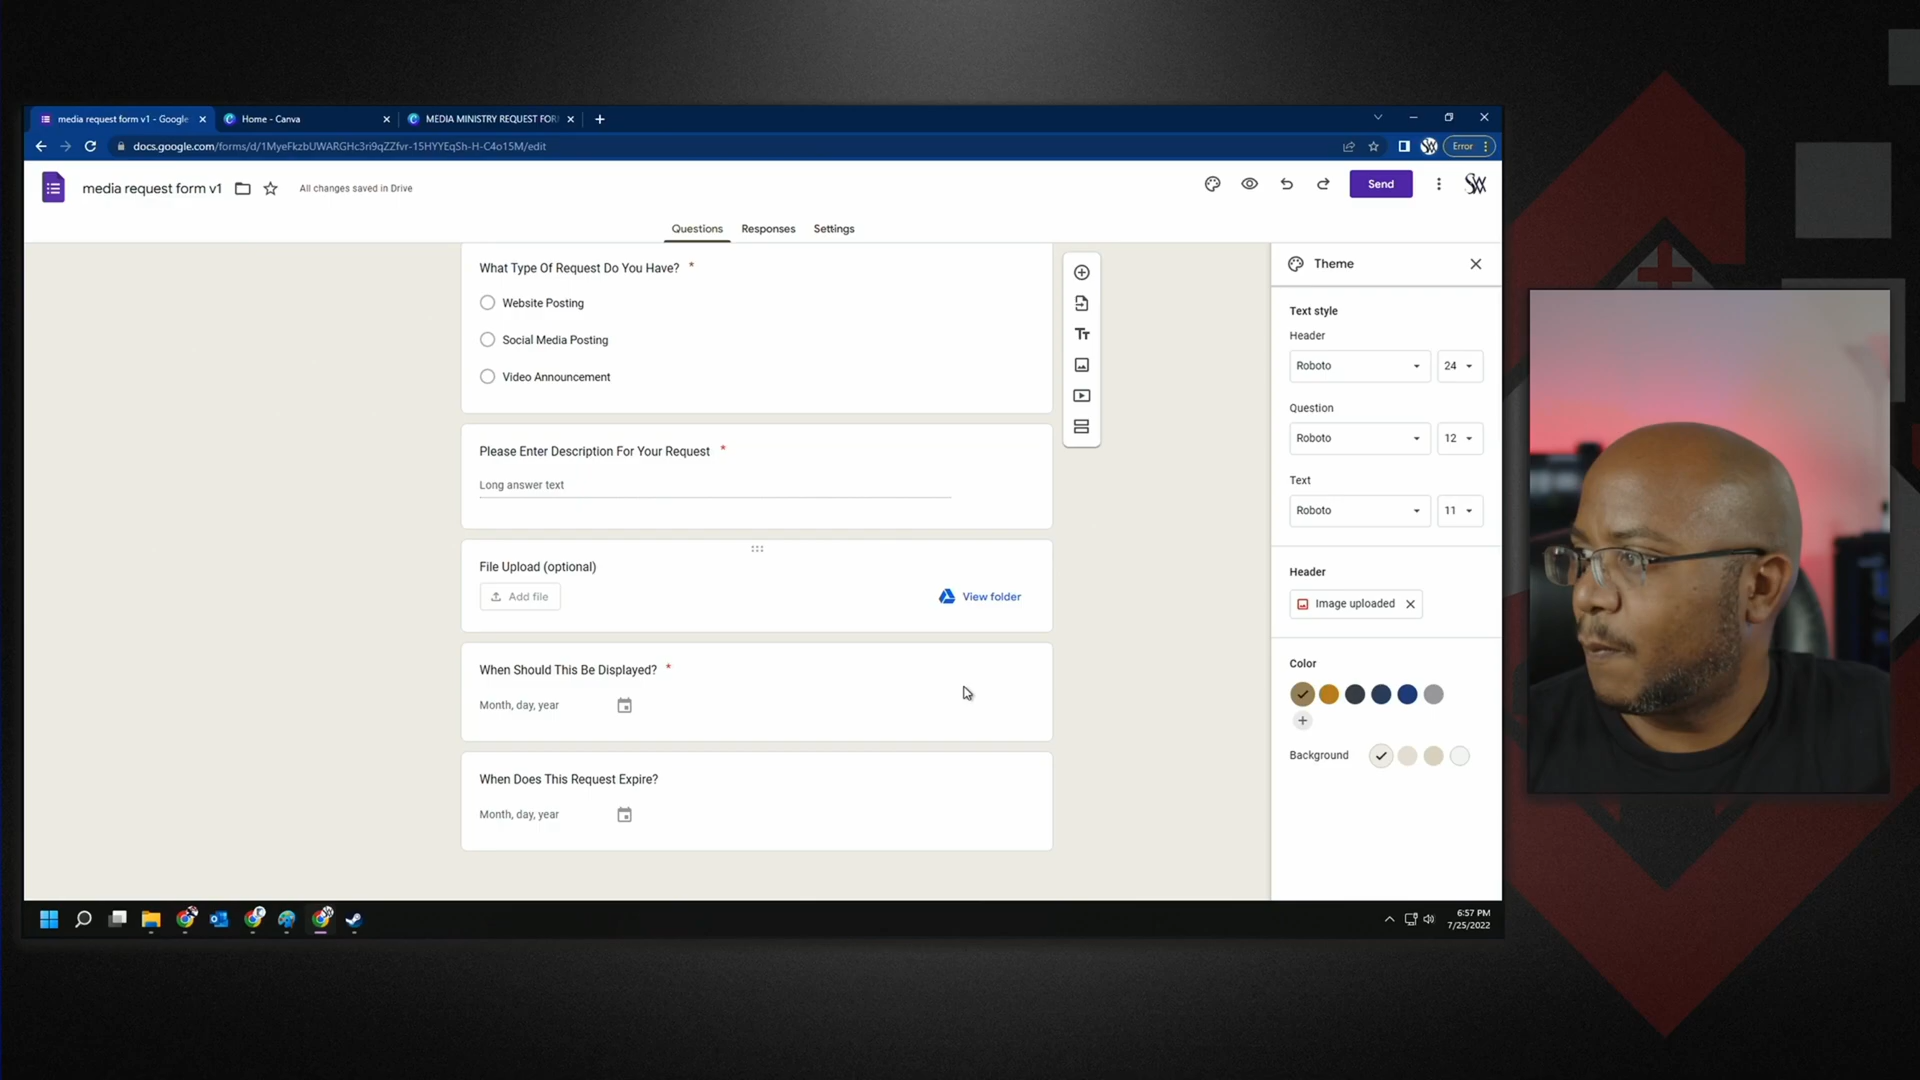 media request form v1 - Google
Home - Canva
MEDIA MINISTRY REQUEST FOR
docs.google.com/forms/d/1MyeFkzbUWARGHc3ri9qZZfvr-15HYYEqSh-H-C4o15M/edit
Error
media request form v1
All changes saved in Drive
Send
SW
Questions
Responses
Settings
What Type Of Request Do You Have? *
Website Posting
Social Media Posting
Video Announcement
Please Enter Description For Your Request *
Long answer text
File Upload (optional)
Add file
View folder
When Should This Be Displayed? *
Month, day, year
When Does This Request Expire?
Month, day, year
Tт
Theme
Text style
Header
Roboto
24
Question
Roboto
12
Text
Roboto
11
Header
Image uploaded
Color
Background
6:57 PM
7/25/2022